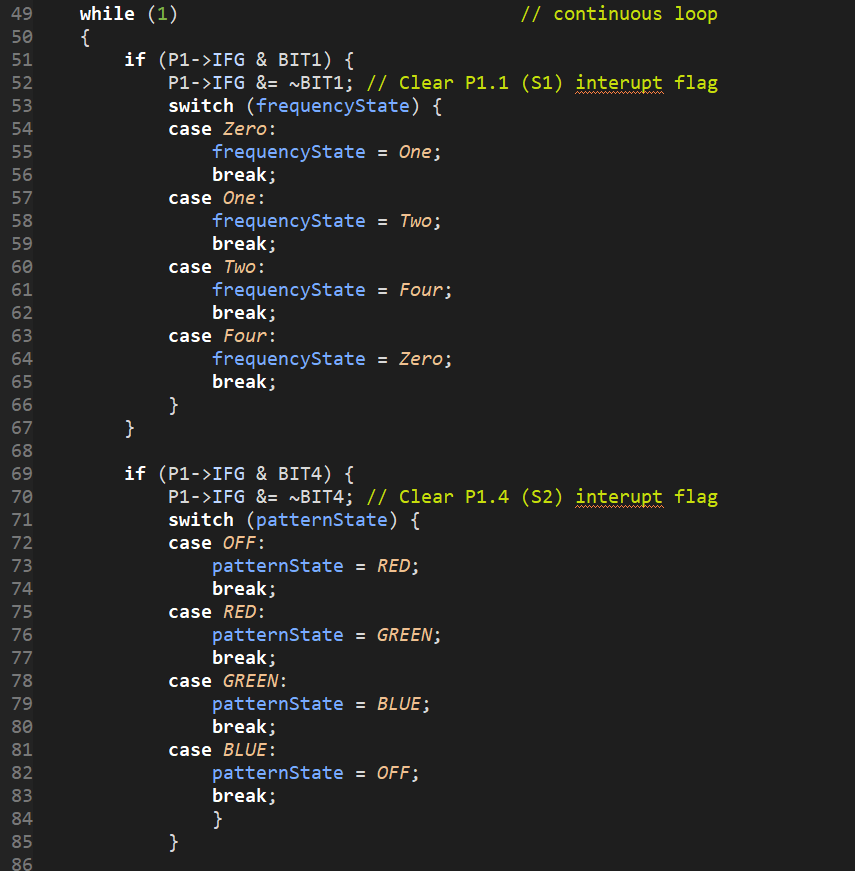 49 while (1) // continuous loop
50 {
51 if (P1->IFG & BIT1) {
52 P1->IFG &= ~BIT1; // Clear P1.1 (S1) interupt flag
53 switch (frequencyState) {
54 case Zero:
55 frequencyState = One;
56 break;
57 case One:
58 frequencyState = Two;
59 break;
60 case Two:
61 frequencyState = Four;
62 break;
63 case Four:
64 frequencyState = Zero;
65 break;
66 }
67 }
68
69 if (P1->IFG & BIT4) {
70 P1->IFG &= ~BIT4; // Clear P1.4 (S2) interupt flag
71 switch (patternState) {
72 case OFF:
73 patternState = RED;
74 break;
75 case RED:
76 patternState = GREEN;
77 break;
78 case GREEN:
79 patternState = BLUE;
80 break;
81 case BLUE:
82 patternState = OFF;
83 break;
84 }
85 }
86